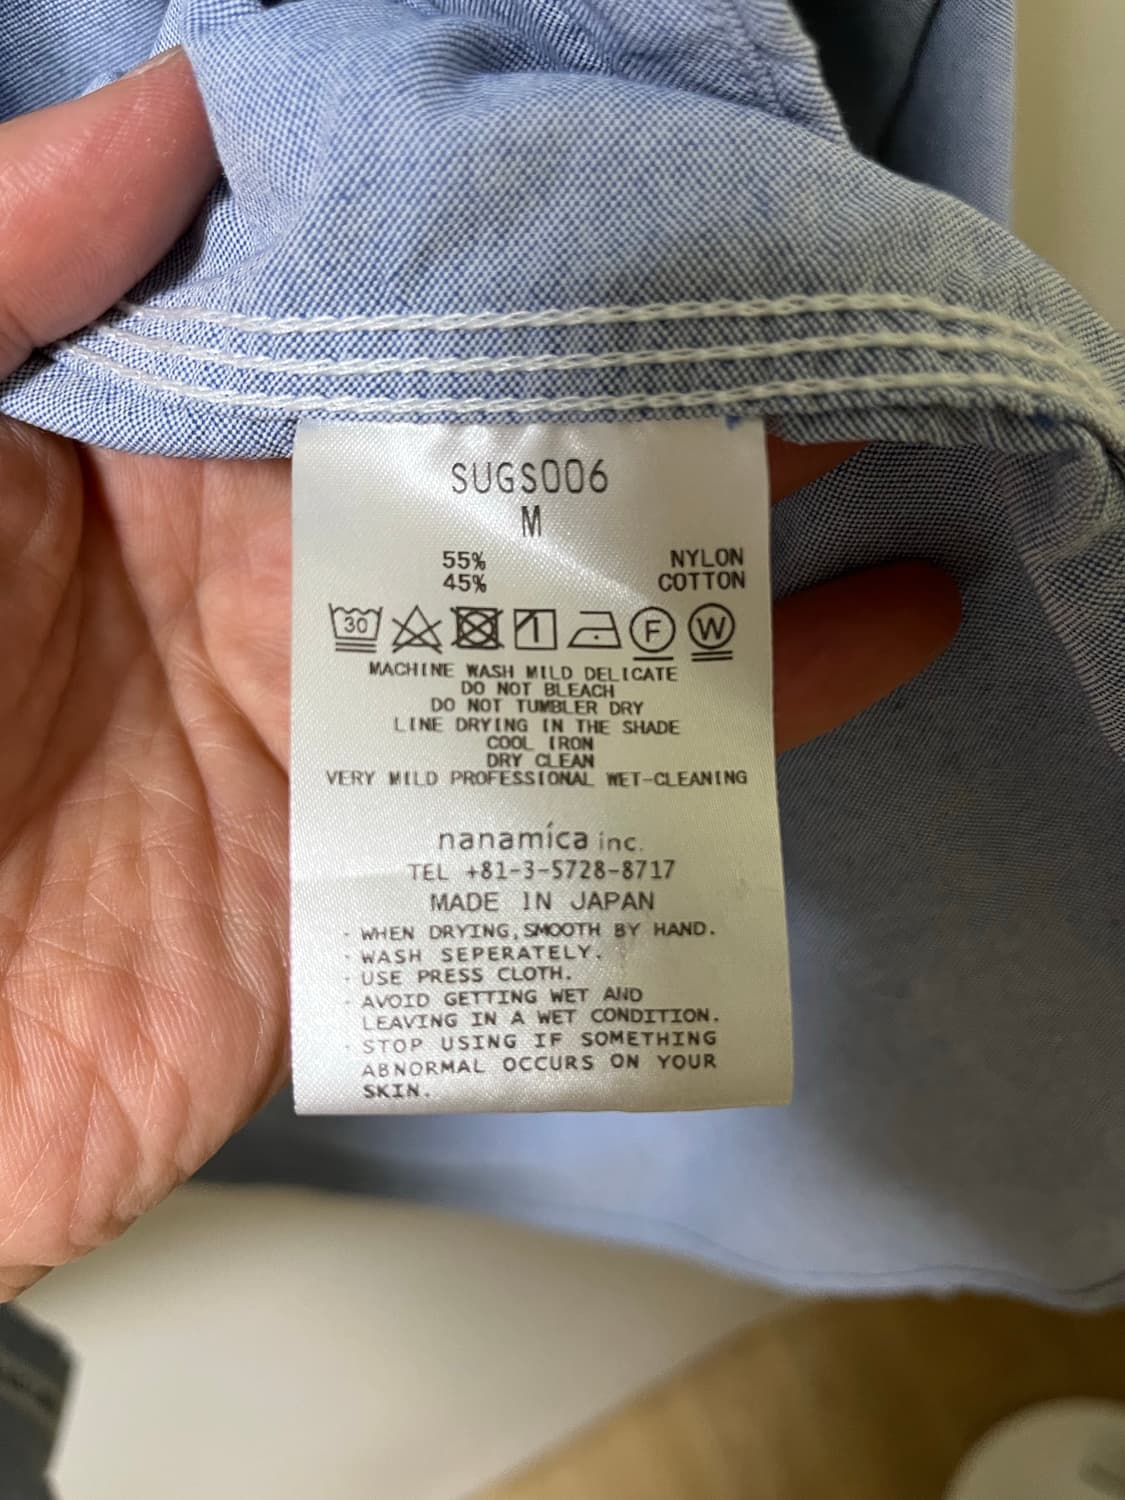 SUGS006
M
55% NYLON
45% COTTON
30 F W
MACHINE WASH MILD DELICATE
DO NOT BLEACH
DO NOT TUMBLER DRY
LINE DRYING IN THE SHADE
COOL IRON
DRY CLEAN
VERY MILD PROFESSIONAL WET-CLEANING
nanamica inc.
TEL +81-3-5728-8717
MADE IN JAPAN
· WHEN DRYING,SMOOTH BY HAND.
· WASH SEPERATELY.
· USE PRESS CLOTH.
· AVOID GETTING WET AND
LEAVING IN A WET CONDITION.
· STOP USING IF SOMETHING
ABNORMAL OCCURS ON YOUR
SKIN.